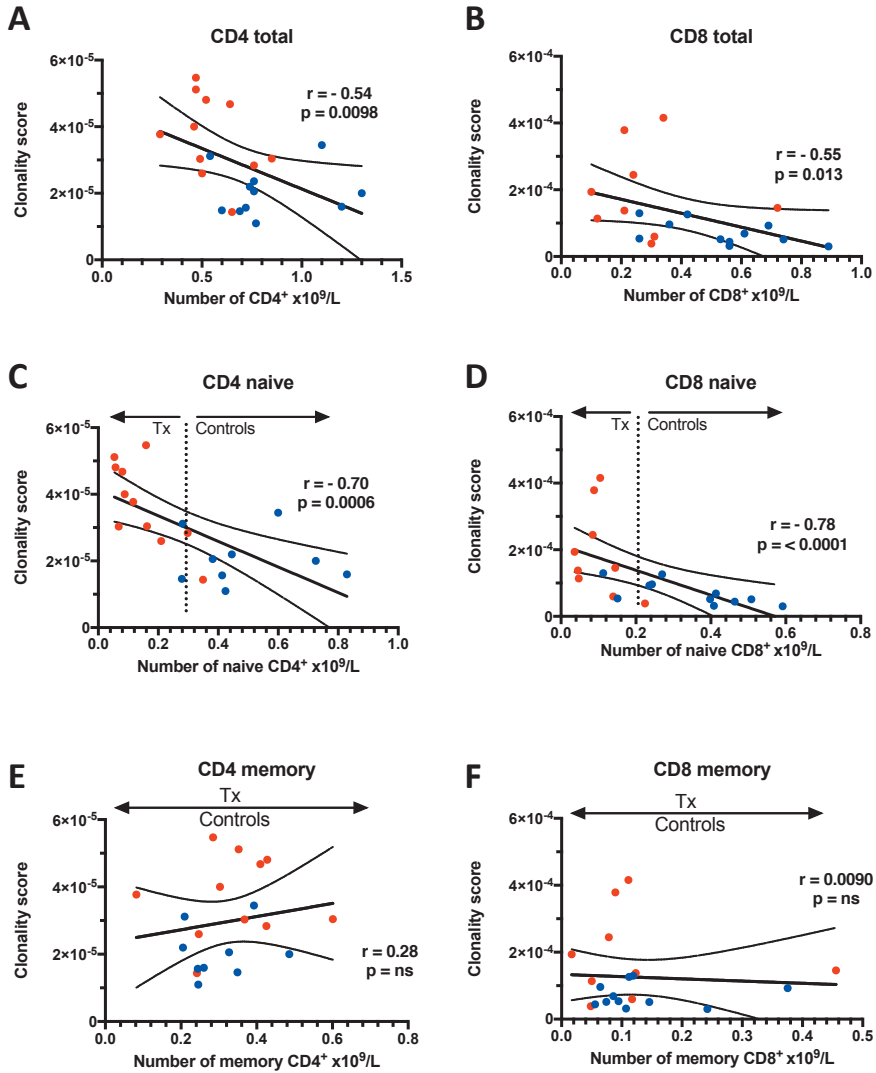 A
CD4 total
6×10⁻⁵
4×10⁻⁵
2×10⁻⁵
0
Clonality score
r = - 0.54
p = 0.0098
0.0 0.5 1.0 1.5
Number of CD4⁺ x10⁹/L
B
CD8 total
6×10⁻⁴
4×10⁻⁴
2×10⁻⁴
0
Clonality score
r = - 0.55
p = 0.013
0.0 0.2 0.4 0.6 0.8 1.0
Number of CD8⁺ x10⁹/L
C
CD4 naive
Tx Controls
6×10⁻⁵
4×10⁻⁵
2×10⁻⁵
0
Clonality score
r = - 0.70
p = 0.0006
0.0 0.2 0.4 0.6 0.8 1.0
Number of naive CD4⁺ x10⁹/L
D
CD8 naive
Tx Controls
6×10⁻⁴
4×10⁻⁴
2×10⁻⁴
0
Clonality score
r = - 0.78
p = < 0.0001
0.0 0.2 0.4 0.6 0.8
Number of naive CD8⁺ x10⁹/L
E
CD4 memory
Tx
Controls
6×10⁻⁵
4×10⁻⁵
2×10⁻⁵
0
Clonality score
r = 0.28
p = ns
0.0 0.2 0.4 0.6 0.8
Number of memory CD4⁺ x10⁹/L
F
CD8 memory
Tx
Controls
6×10⁻⁴
4×10⁻⁴
2×10⁻⁴
0
Clonality score
r = 0.0090
p = ns
0.0 0.1 0.2 0.3 0.4 0.5
Number of memory CD8⁺ x10⁹/L